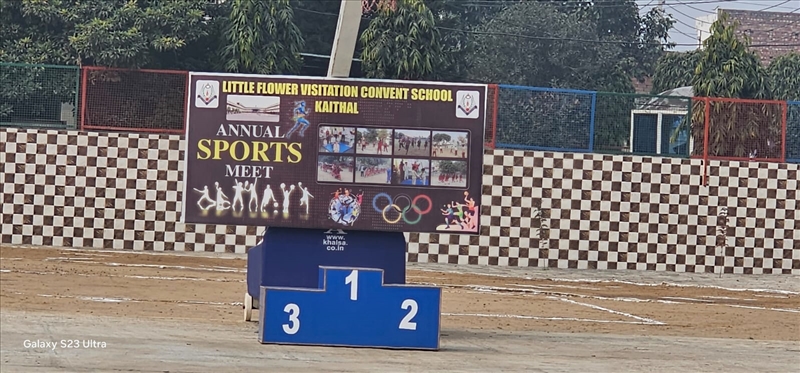 LITTLE FLOWER VISITATION CONVENT SCHOOL
KAITHAL
ANNUAL
SPORTS
MEET
www.
khalsa.
co.in
1
3
2
Galaxy S23 Ultra